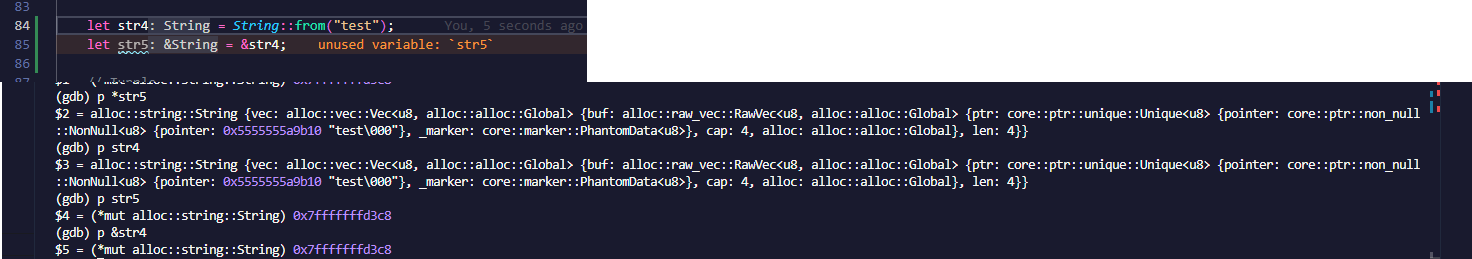 83
84 let str4: String = String::from("test"); You, 5 seconds ago
85 let str5: &String = &str4; unused variable: `str5`
86
87
(gdb) p *str5
$2 = alloc::string::String {vec: alloc::vec::Vec<u8, alloc::alloc::Global> {buf: alloc::raw_vec::RawVec<u8, alloc::alloc::Global> {ptr: core::ptr::unique::Unique<u8> {pointer: core::ptr::non_null
::NonNull<u8> {pointer: 0x5555555a9b10 "test\000"}, _marker: core::marker::PhantomData<u8>}, cap: 4, alloc: alloc::alloc::Global}, len: 4}}
(gdb) p str4
$3 = alloc::string::String {vec: alloc::vec::Vec<u8, alloc::alloc::Global> {buf: alloc::raw_vec::RawVec<u8, alloc::alloc::Global> {ptr: core::ptr::unique::Unique<u8> {pointer: core::ptr::non_null
::NonNull<u8> {pointer: 0x5555555a9b10 "test\000"}, _marker: core::marker::PhantomData<u8>}, cap: 4, alloc: alloc::alloc::Global}, len: 4}}
(gdb) p str5
$4 = (*mut alloc::string::String) 0x7fffffffd3c8
(gdb) p &str4
$5 = (*mut alloc::string::String) 0x7fffffffd3c8